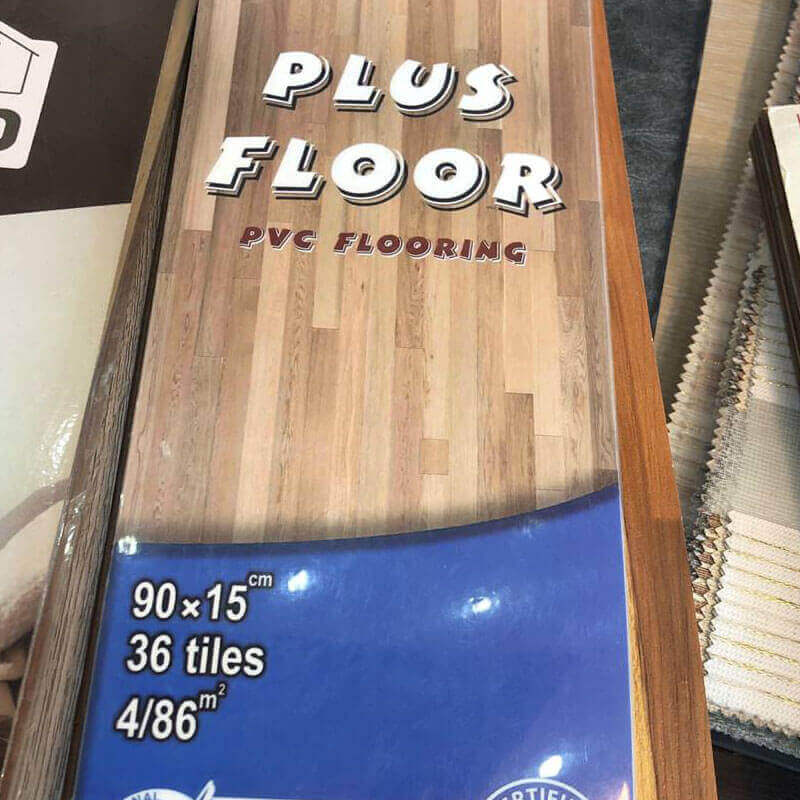 PLUS
FLOOR
PVC FLOORING
90×15cm
36 tiles
4/86m²